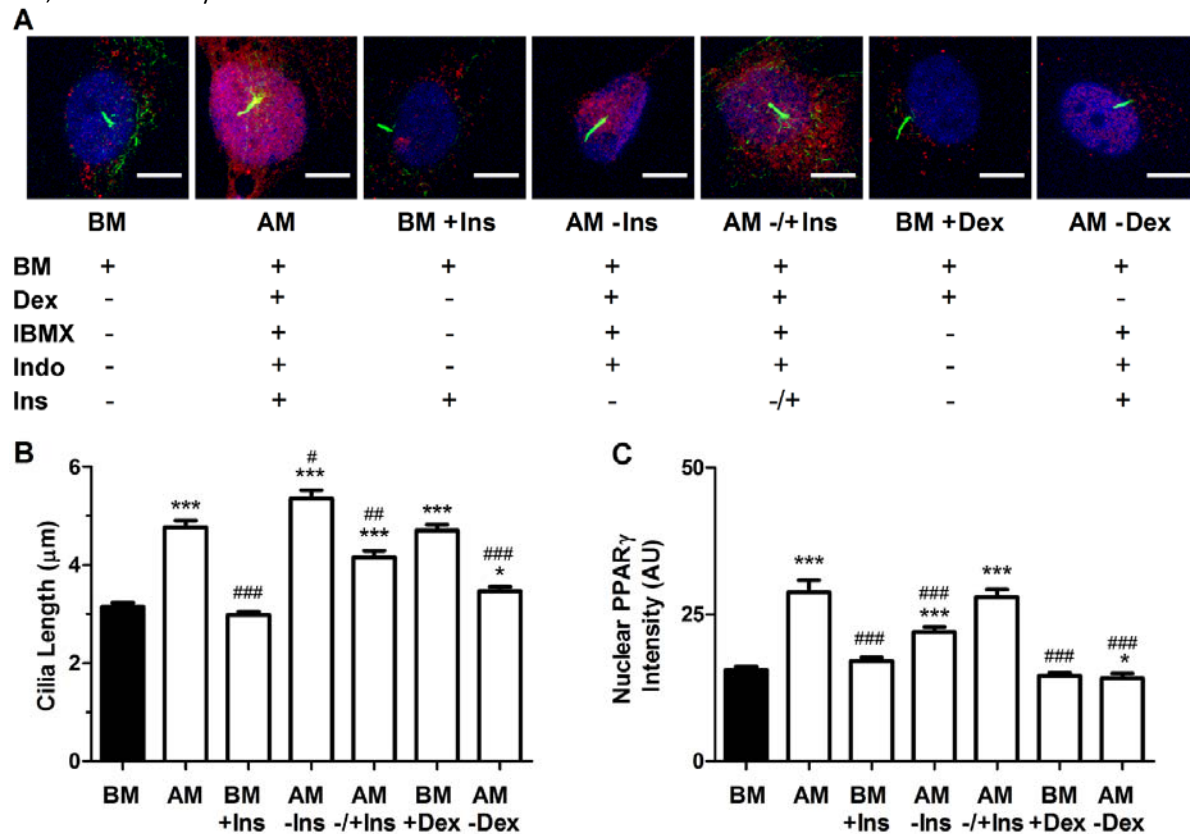 A
BM AM BM +Ins AM -Ins AM -/+Ins BM +Dex AM -Dex
BM + + + + + + +
Dex - + - + + + -
IBMX - + - + + - +
Indo - + - + + - +
Ins - + + - -/+ - +
B
Cilia Length (μm)
6
4
2
0
***
###
#
***
##
***
***
###
*
BM AM BM AM AM BM AM
+Ins -Ins -/+Ins +Dex -Dex
C
Nuclear PPARγ
Intensity (AU)
50
25
0
***
###
###
***
***
###
###
*
BM AM BM AM AM BM AM
+Ins -Ins -/+Ins +Dex -Dex